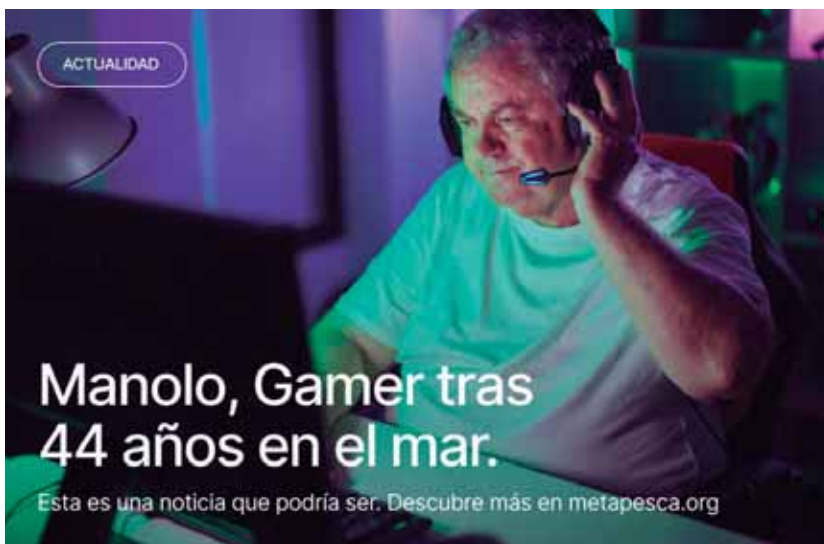 ACTUALIDAD
Manolo, Gamer tras
44 años en el mar.
Esta es una noticia que podría ser. Descubre más en metapesca.org